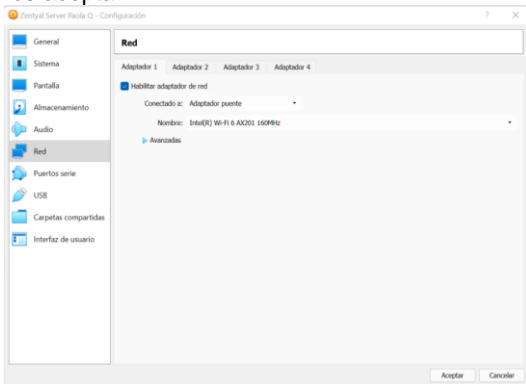 Zentyal Server Paola Q - Configuración
General
Sistema
Pantalla
Almacenamiento
Audio
Red
Puertos serie
USB
Carpetas compartidas
Interfaz de usuario
Red
Adaptador 1 Adaptador 2 Adaptador 3 Adaptador 4
Habilitar adaptador de red
Conectado a: Adaptador puente
Nombre: Intel(R) Wi-Fi 6 AX201 160MHz
Avanzadas
Aceptar Cancelar